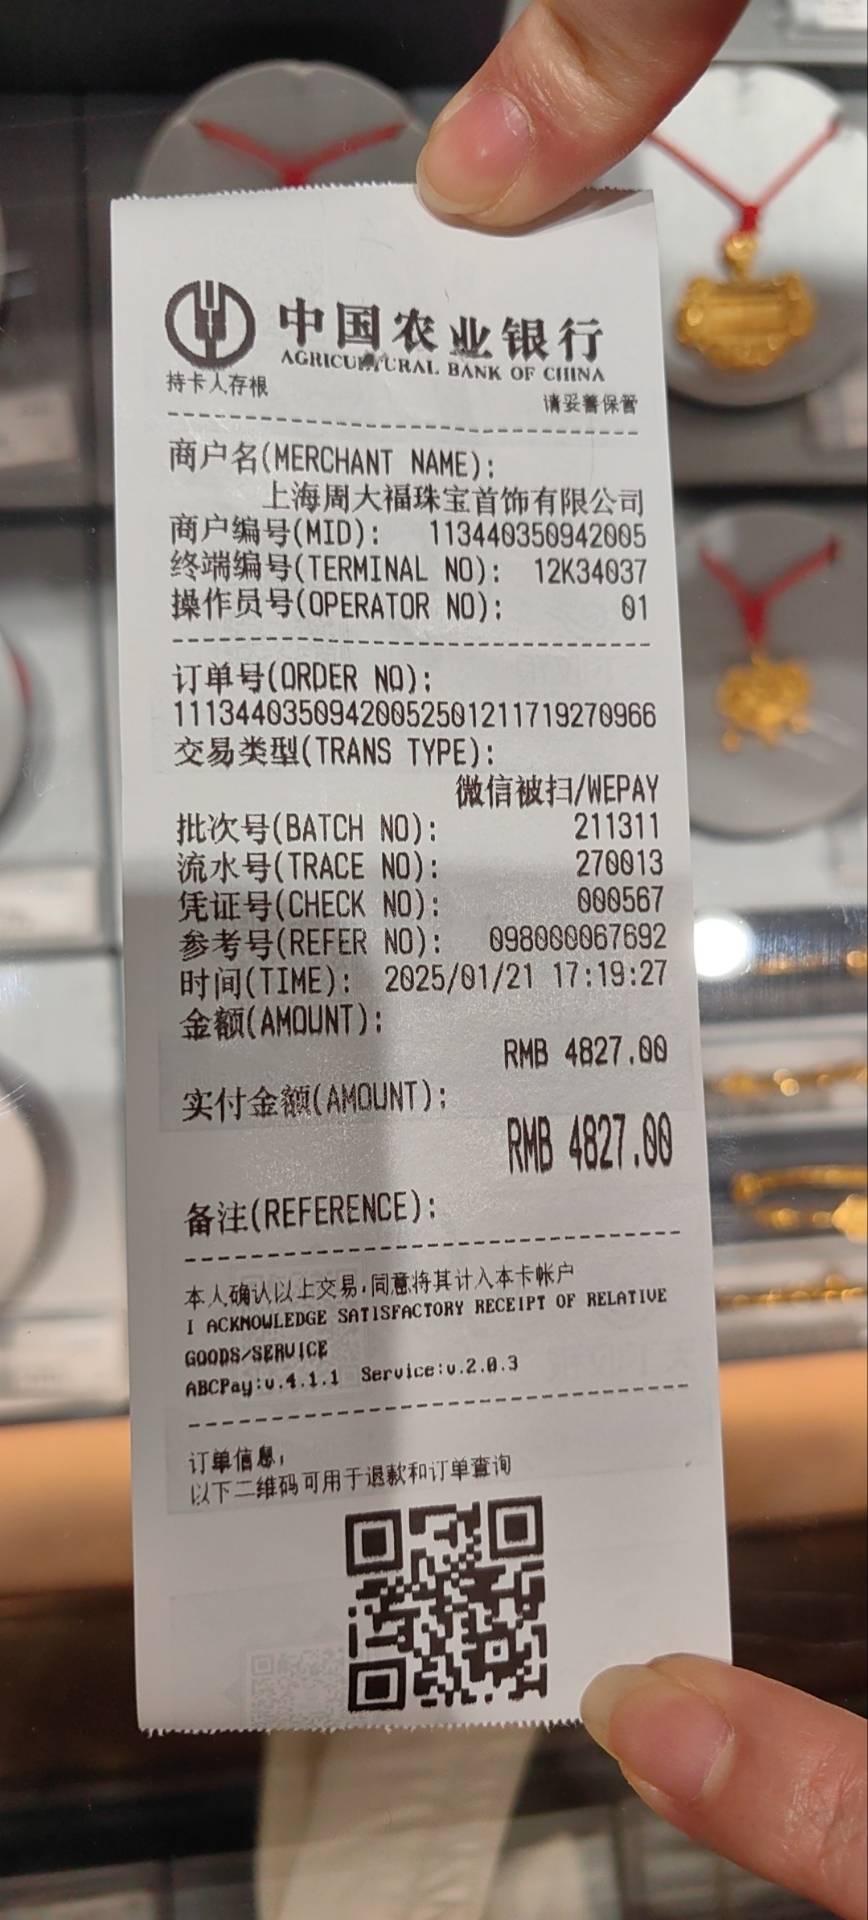 中国农业银行
AGRICULTURAL BANK OF CHINA
持卡人存根
请妥善保管
商户名(MERCHANT NAME):
上海周大福珠宝首饰有限公司
商户编号(MID): 113440350942005
终端编号(TERMINAL NO): 12K34037
操作员号(OPERATOR NO): 01
订单号(ORDER NO):
11134403509420052501211719270966
交易类型(TRANS TYPE):
微信被扫/WEPAY
批次号(BATCH NO): 211311
流水号(TRACE NO): 270013
凭证号(CHECK NO): 000567
参考号(REFER NO): 098000067692
时间(TIME): 2025/01/21 17:19:27
金额(AMOUNT):
RMB 4827.00
实付金额(AMOUNT):
RMB 4827.00
备注(REFERENCE):
本人确认以上交易,同意将其计入本卡帐户
I ACKNOWLEDGE SATISFACTORY RECEIPT OF RELATIVE
GOODS/SERVICE
ABCPay:v.4.1.1 Service:v.2.0.3
订单信息,
以下二维码可用于退款和订单查询